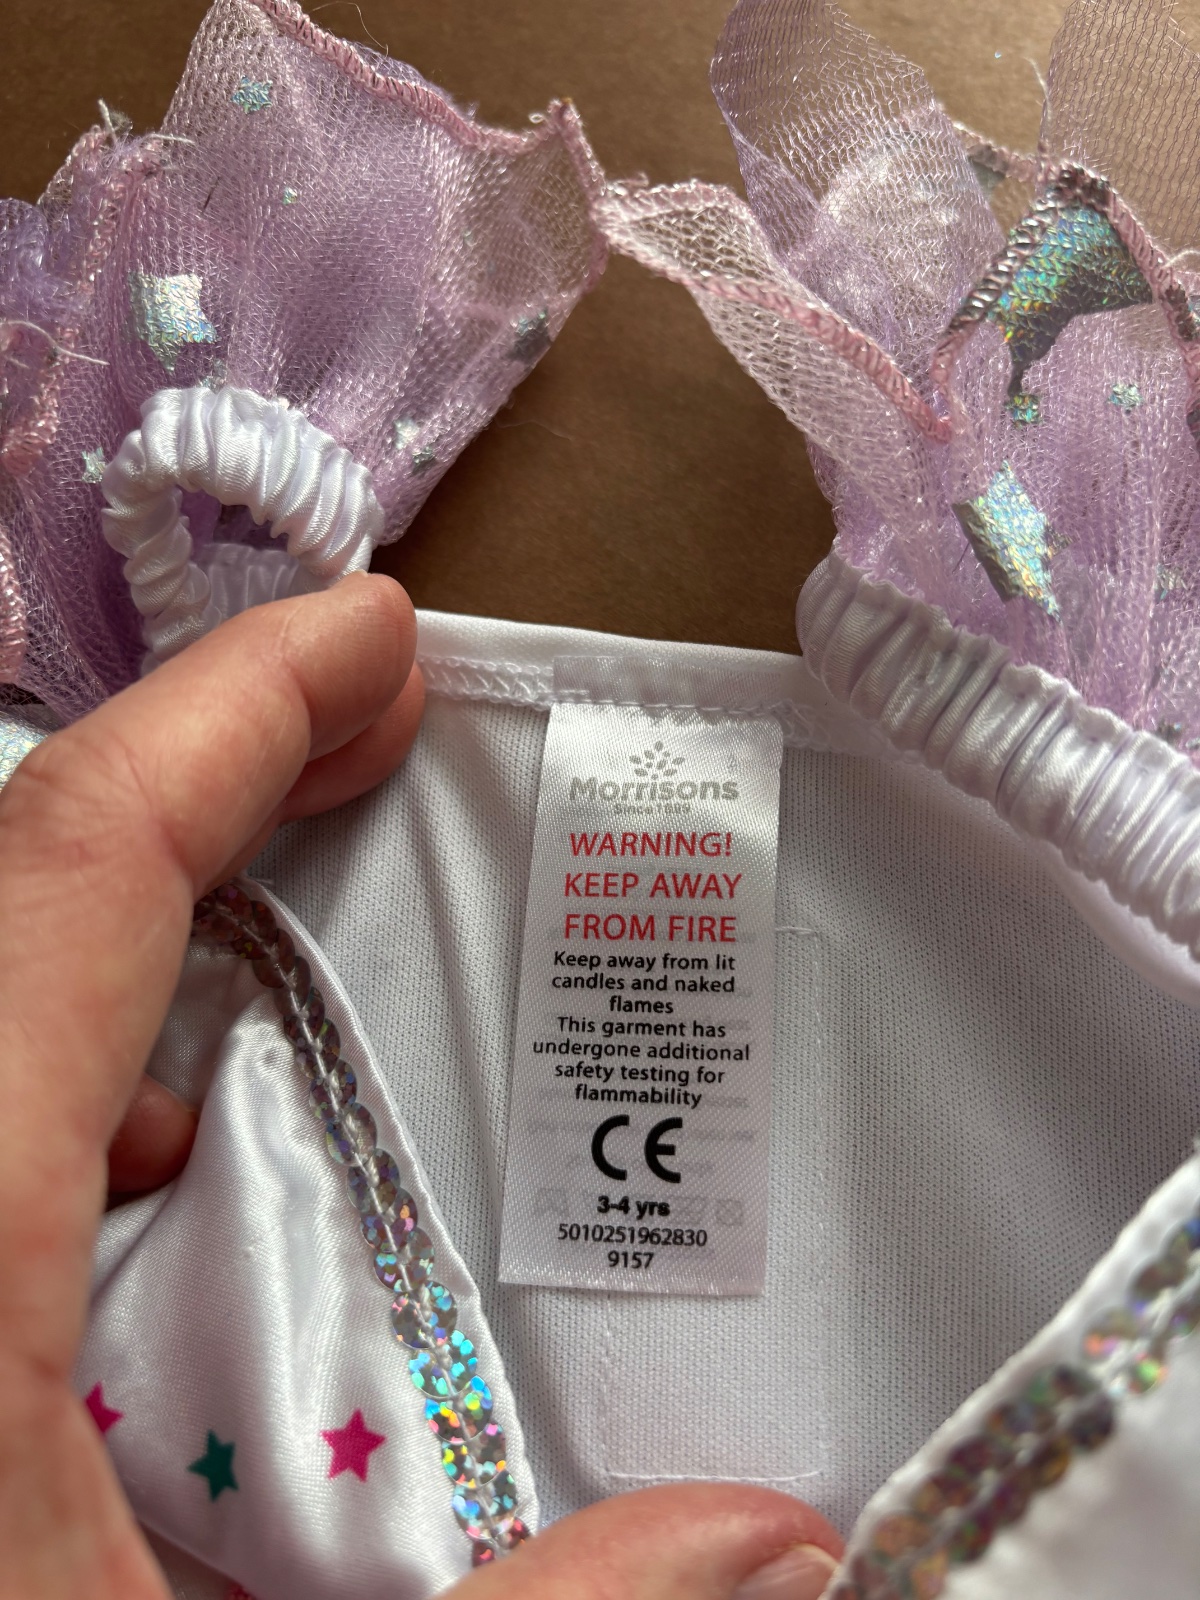 Morrisons
Since 1899
WARNING!
KEEP AWAY
FROM FIRE
Keep away from lit
candles and naked
flames
This garment has
undergone additional
safety testing for
flammability
CE
3-4 yrs
5010251962830
9157